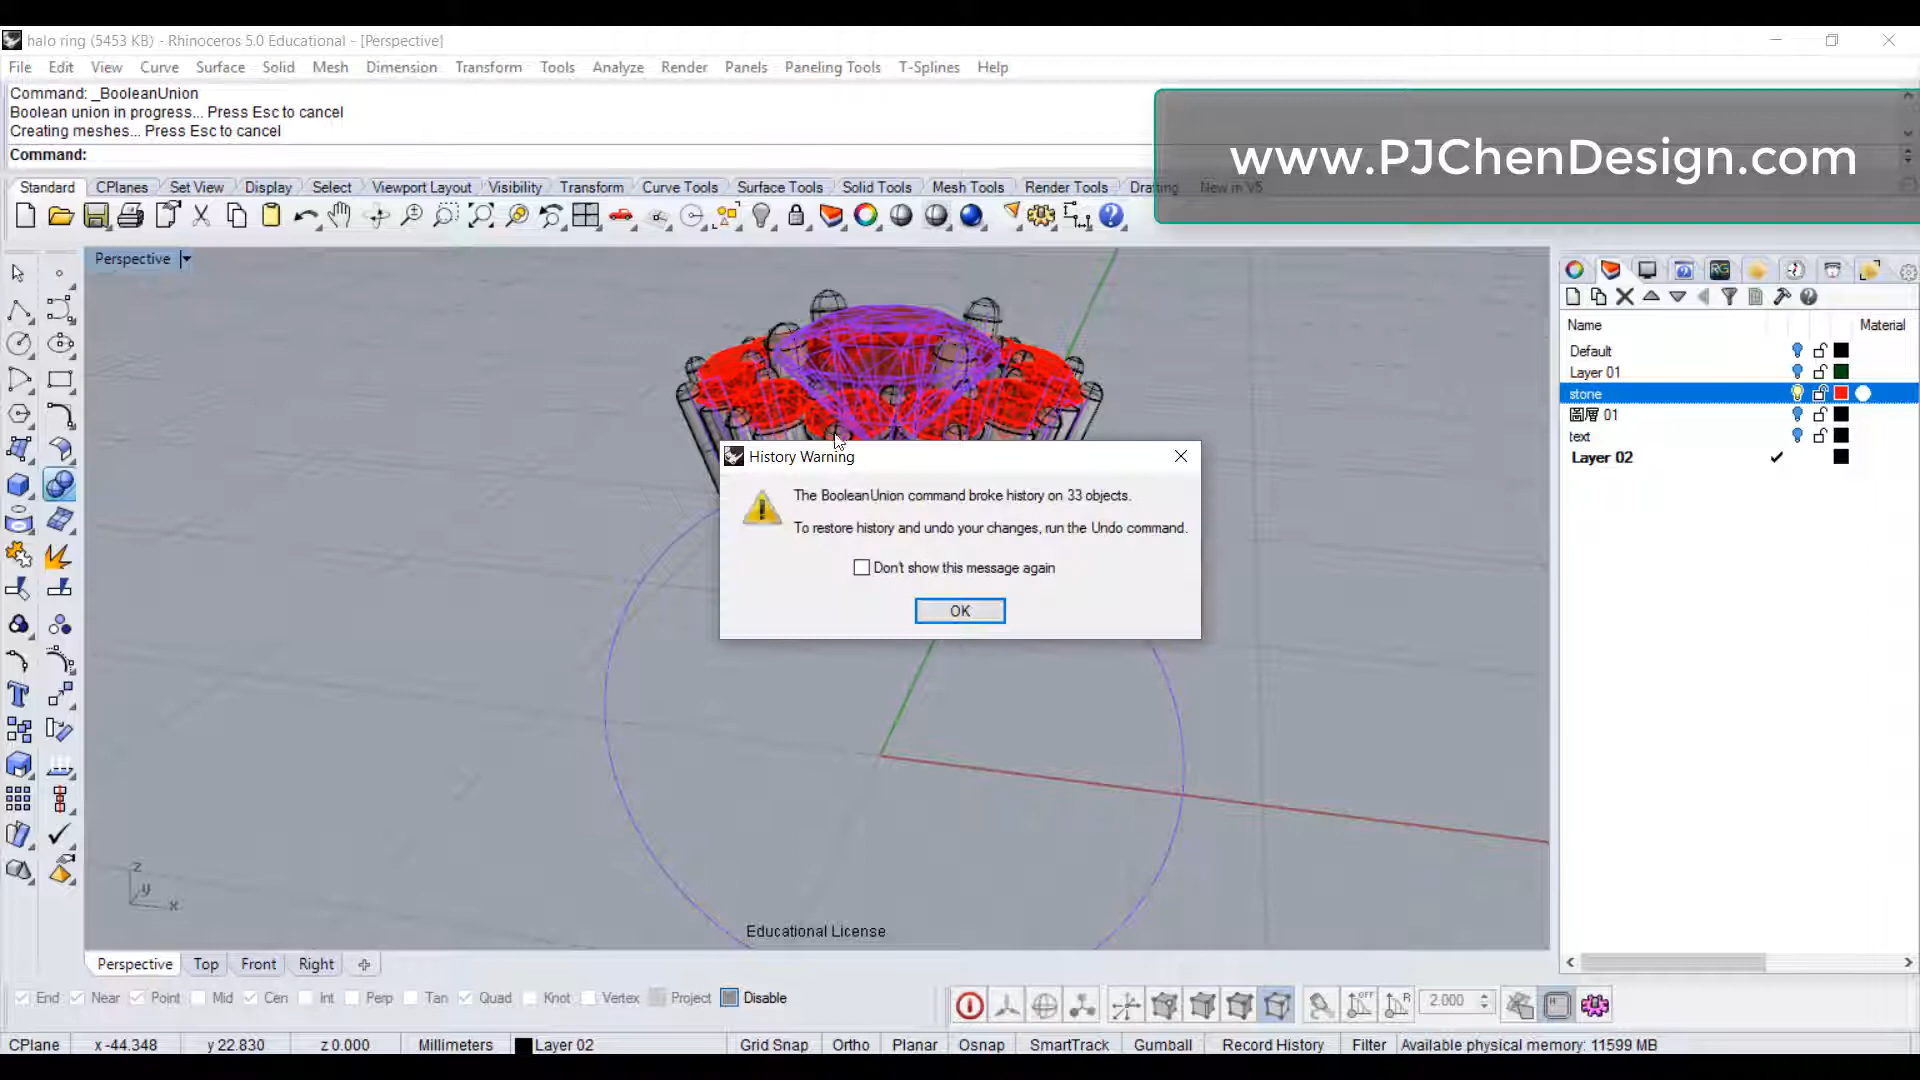 halo ring (5453 KB) - Rhinoceros 5.0 Educational - [Perspective]
File Edit View Curve Surface Solid Mesh Dimension Transform Tools Analyze Render Panels Paneling Tools T-Splines Help
Command: _BooleanUnion
Boolean union in progress... Press Esc to cancel
Creating meshes... Press Esc to cancel
Command:
www.PJChenDesign.com
Standard CPlanes Set View Display Select Viewport Layout Visibility Transform Curve Tools Surface Tools Solid Tools Mesh Tools Render Tools Drafting New in V5
Perspective
Name Material
Default
Layer 01
stone
圖層 01
text
Layer 02
History Warning
The BooleanUnion command broke history on 33 objects.
To restore history and undo your changes, run the Undo command.
Don't show this message again
OK
z
y
x
Educational License
Perspective Top Front Right
End Near Point Mid Cen Int Perp Tan Quad Knot Vertex Project Disable
2.000
CPlane x -44.348 y 22.830 z 0.000 Millimeters Layer 02 Grid Snap Ortho Planar Osnap SmartTrack Gumball Record History Filter Available physical memory: 11599 MB